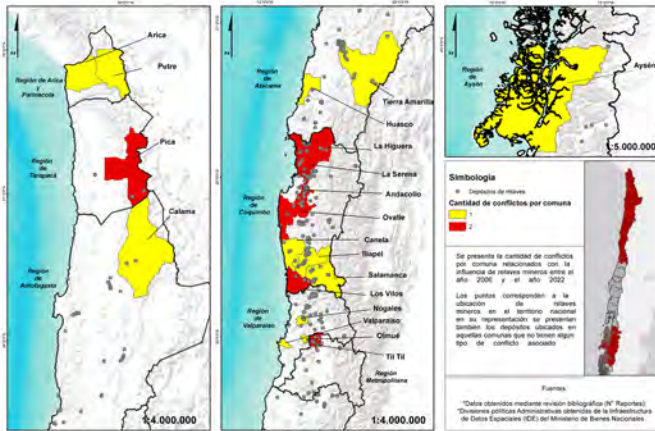 Arica
Putre
Región de Arica
y
Parinacota
Pica
Región
de
Tarapacá
Calama
Región
de
Antofagasta
1:4.000.000
Región
de
Atacama
Tierra Amarilla
Huasco
La Higuera
La Serena
Andacollo
Región
de
Coquimbo
Ovalle
Canela
Illapel
Salamanca
Los Vilos
Nogales
Región
de
Valparaíso
Valparaíso
Olmué
Til Til
Región
Metropolitana
1:4.000.000
Región
de
Aysén
Aysén
1:5.000.000
Simbología
Depósitos de relaves
Cantidad de conflictos por comuna
1
2
Se presenta la cantidad de conflictos
por comuna relacionados con la
influencia de relaves mineros entre el
año 2006 y el año 2022
Los puntos corresponden a la
ubicación de relaves
mineros en el territorio nacional
en su representación se presentan
también los depósitos ubicados en
aquellas comunas que no tienen algún
tipo de conflicto asociado
Fuentes
*Datos obtenidos mediante revisión bibliográfica (N° Reportes);
*Divisiones políticas Administrativas obtenidas de la Infraestructura
de Datos Espaciales (IDE) del Ministerio de Bienes Nacionales